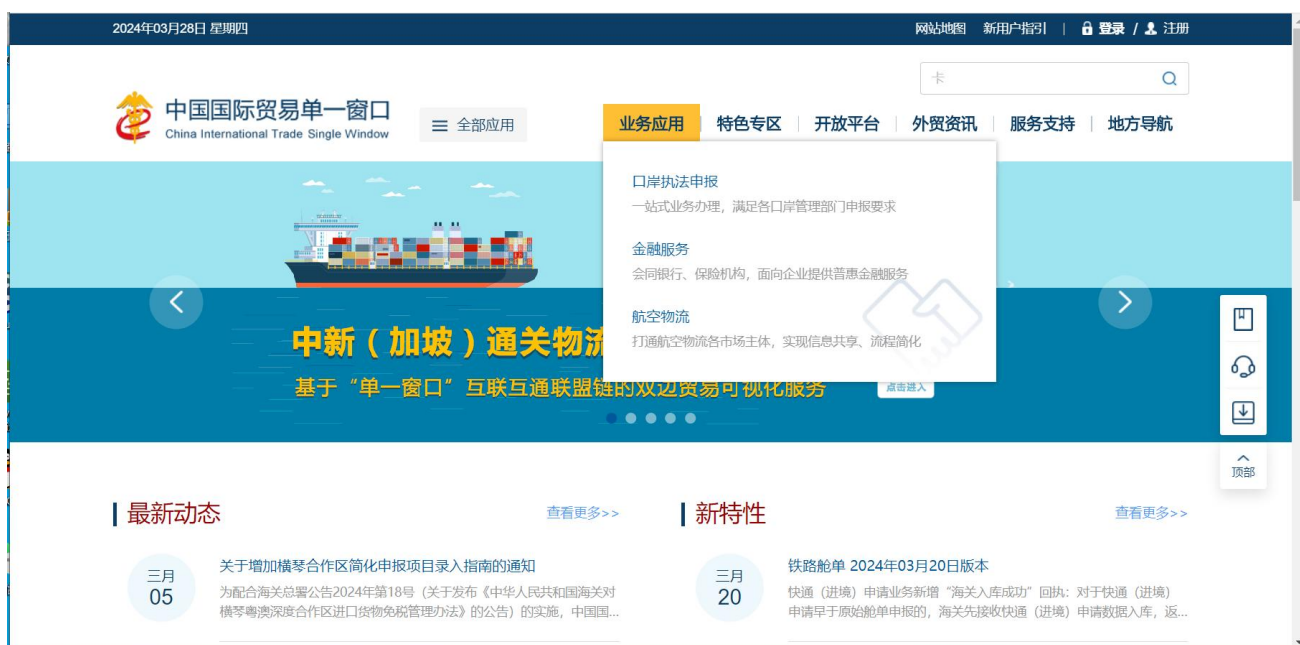 2024年03月28日 星期四
网站地图 新用户指引 | 登录 / 注册
卡
中国国际贸易单一窗口
China International Trade Single Window
全部应用
业务应用 特色专区 开放平台 外贸资讯 服务支持 地方导航
口岸执法申报
一站式业务办理，满足各口岸管理部门申报要求
金融服务
会同银行、保险机构，面向企业提供普惠金融服务
航空物流
打通航空物流各市场主体，实现信息共享、流程简化
中新（加坡）通关物流
基于“单一窗口”互联互通联盟链的双边贸易可视化服务
点击进入
顶部
最新动态
查看更多>>
新特性
查看更多>>
三月
05
关于增加横琴合作区简化申报项目录入指南的通知
为配合海关总署公告2024年第18号（关于发布《中华人民共和国海关对
横琴粤澳深度合作区进口货物免税管理办法》的公告）的实施，中国国...
三月
20
铁路舱单 2024年03月20日版本
快通（进境）申请业务新增“海关入库成功”回执：对于快通（进境）
申请早于原始舱单申报的，海关先接收快通（进境）申请数据入库，返...